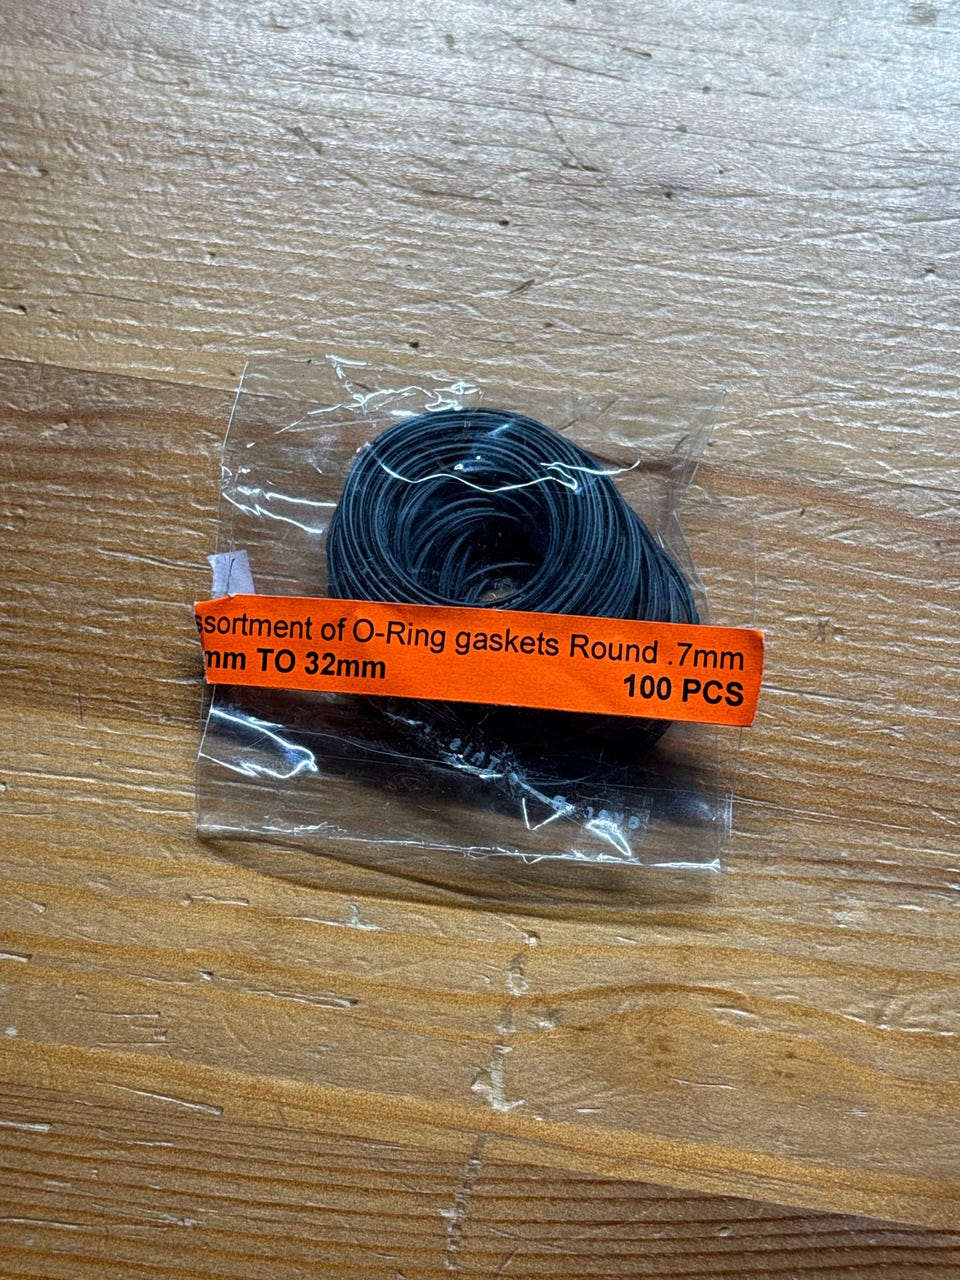 ssortment of O-Ring gaskets Round .7mm
mm TO 32mm
100 PCS